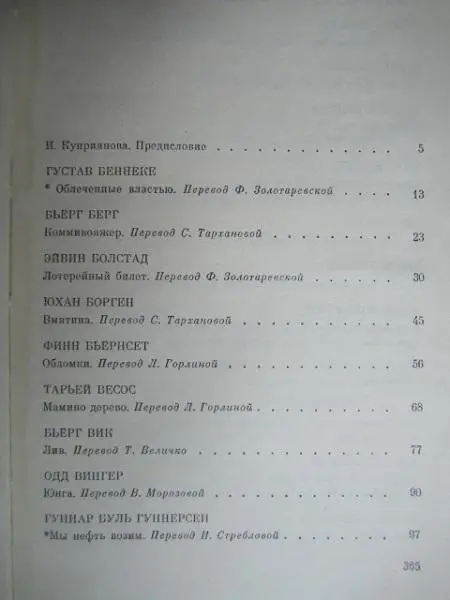 И. Куприянова. Предисловие . . . . . . . . . . . . . 5
ГУСТАВ БЕННЕКЕ
* Облеченные властью. Перевод Ф. Золотаревской . . . . 13
БЬЁРГ БЕРГ
Коммивояжер. Перевод С. Тархановой . . . . . . . . . 23
ЭЙВИН БОЛСТАД
Лотерейный билет. Перевод Ф. Золотаревской . . . . . . 30
ЮХАН БОРГЕН
Вмятина. Перевод С. Тархановой . . . . . . . . . . . 45
ФИНН БЬЁРНСЕТ
Обломки. Перевод Л. Горлиной . . . . . . . . . . . . 56
ТАРЬЕЙ ВЕСОС
Мамино дерево. Перевод Л. Горлиной . . . . . . . . . . 68
БЬЁРГ ВИК
Лив. Перевод Т. Величко . . . . . . . . . . . . . . 77
ОДД ВИНГЕР
Юнга. Перевод В. Морозовой . . . . . . . . . . . . . 90
ГУННАР БУЛЬ ГУННЕРСЕН
*Мы нефть возим. Перевод И. Стребловой . . . . . . . . 97
365